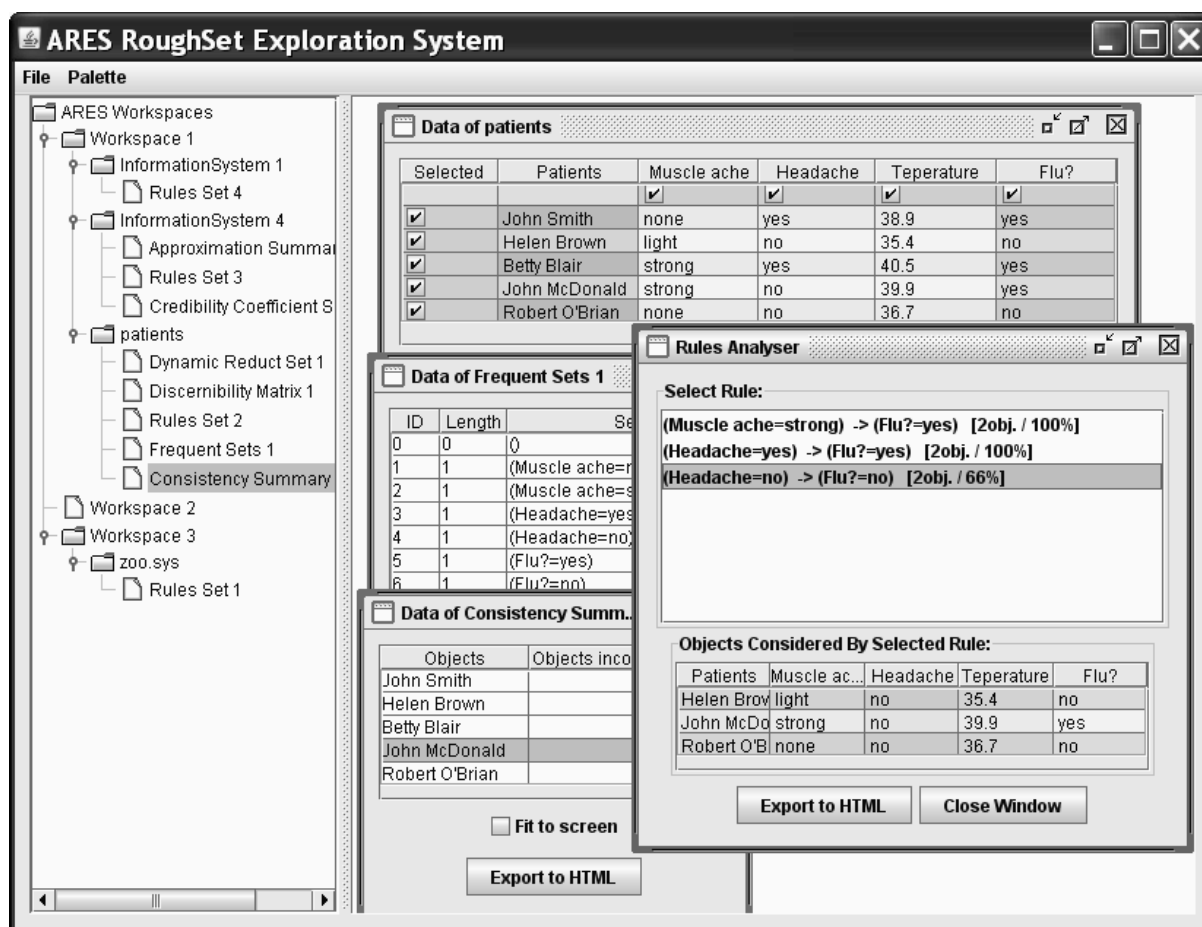 ARES RoughSet Exploration System
File Palette
ARES Workspaces
Workspace 1
InformationSystem 1
Rules Set 4
InformationSystem 4
Approximation Summa
Rules Set 3
Credibility Coefficient S
patients
Dynamic Reduct Set 1
Discernibility Matrix 1
Rules Set 2
Frequent Sets 1
Consistency Summary
Workspace 2
Workspace 3
zoo.sys
Rules Set 1
Data of patients
Selected Patients Muscle ache Headache Teperature Flu?
John Smith none yes 38.9 yes
Helen Brown light no 35.4 no
Betty Blair strong yes 40.5 yes
John McDonald strong no 39.9 yes
Robert O'Brian none no 36.7 no
Data of Frequent Sets 1
ID Length Se
0 0 ()
1 1 (Muscle ache=n
2 1 (Muscle ache=s
3 1 (Headache=yes
4 1 (Headache=no)
5 1 (Flu?=yes)
6 1 (Flu?=no)
Data of Consistency Summ..
Objects Objects inco
John Smith
Helen Brown
Betty Blair
John McDonald
Robert O'Brian
Fit to screen
Export to HTML
Rules Analyser
Select Rule:
(Muscle ache=strong) -> (Flu?=yes) [2obj. / 100%]
(Headache=yes) -> (Flu?=yes) [2obj. / 100%]
(Headache=no) -> (Flu?=no) [2obj. / 66%]
Objects Considered By Selected Rule:
Patients Muscle ac... Headache Teperature Flu?
Helen Brov light no 35.4 no
John McDo strong no 39.9 yes
Robert O'B none no 36.7 no
Export to HTML Close Window